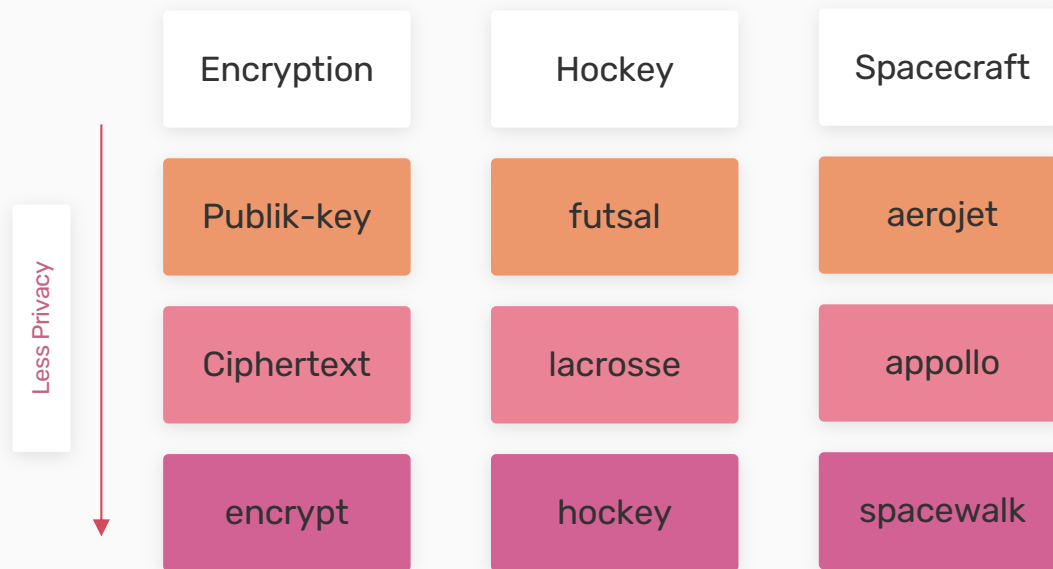 Encryption
Hockey
Spacecraft
Publik-key
futsal
aerojet
Less Privacy
Ciphertext
lacrosse
appollo
encrypt
hockey
spacewalk